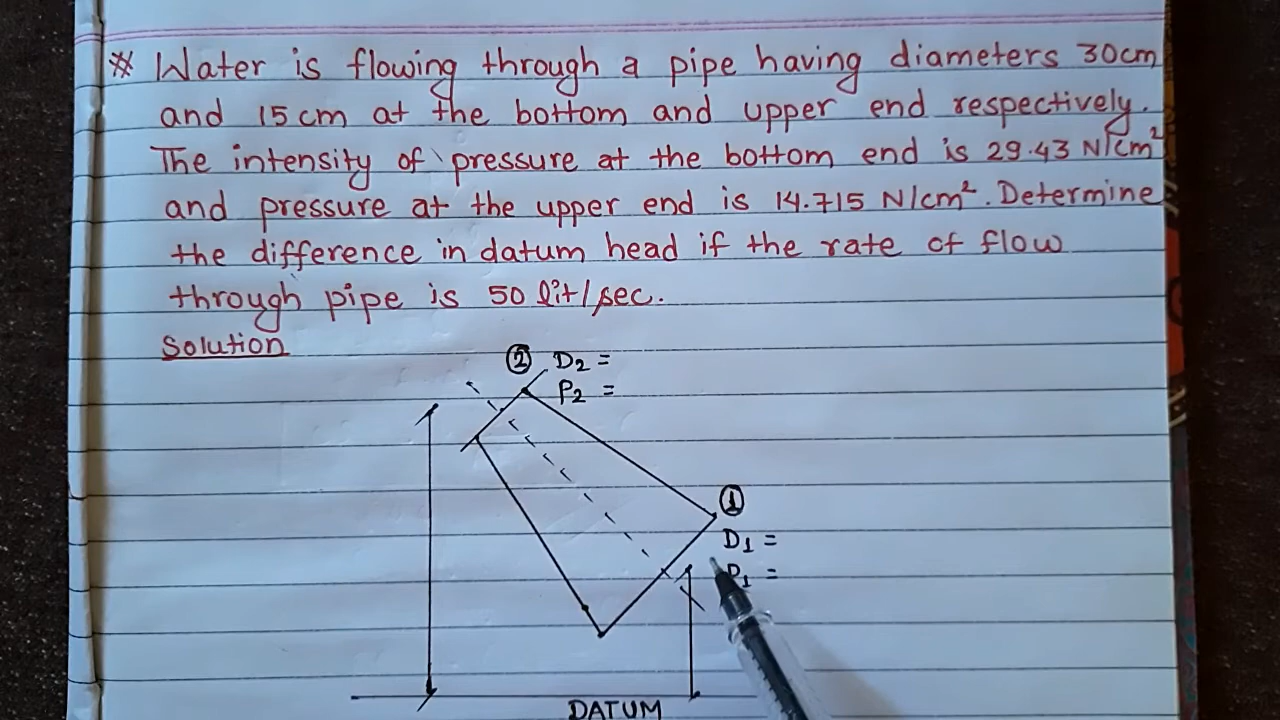 * Water is flowing through a pipe having diameters 30cm
and 15cm at the bottom and upper end respectively.
The intensity of pressure at the bottom end is 29.43 N/cm²
and pressure at the upper end is 14.715 N/cm². Determine
the difference in datum head if the rate of flow
through pipe is 50 lit/sec.
Solution
② D₂ =
P₂ =
①
D₁ =
P₁ =
DATUM